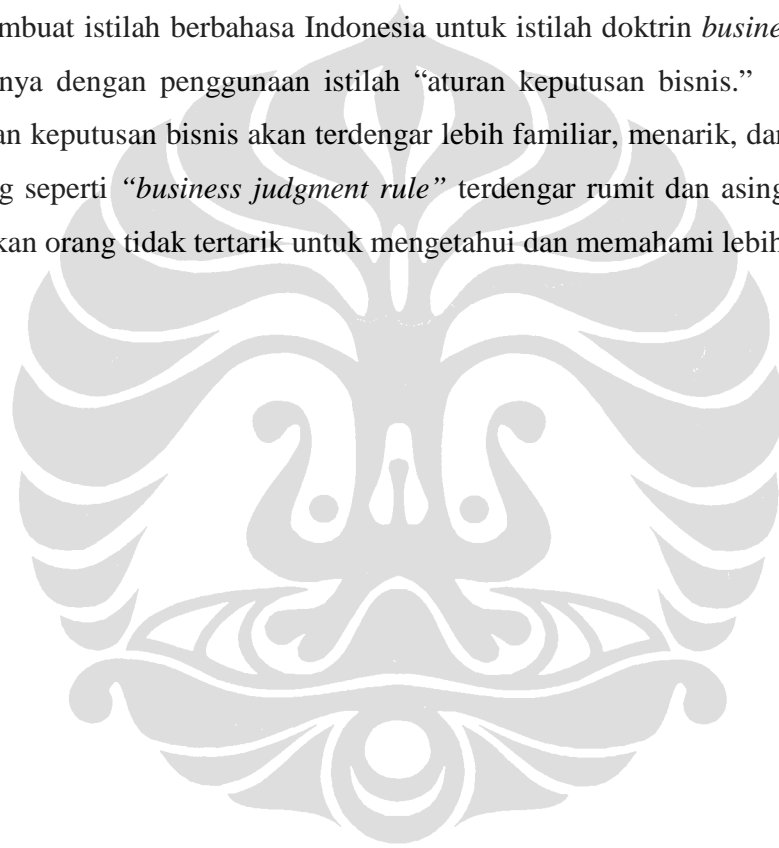 mbuat istilah berbahasa Indonesia untuk istilah doktrin busine
nya dengan penggunaan istilah “aturan keputusan bisnis.”
an keputusan bisnis akan terdengar lebih familiar, menarik, dan
g seperti “business judgment rule” terdengar rumit dan asing
kan orang tidak tertarik untuk mengetahui dan memahami lebih